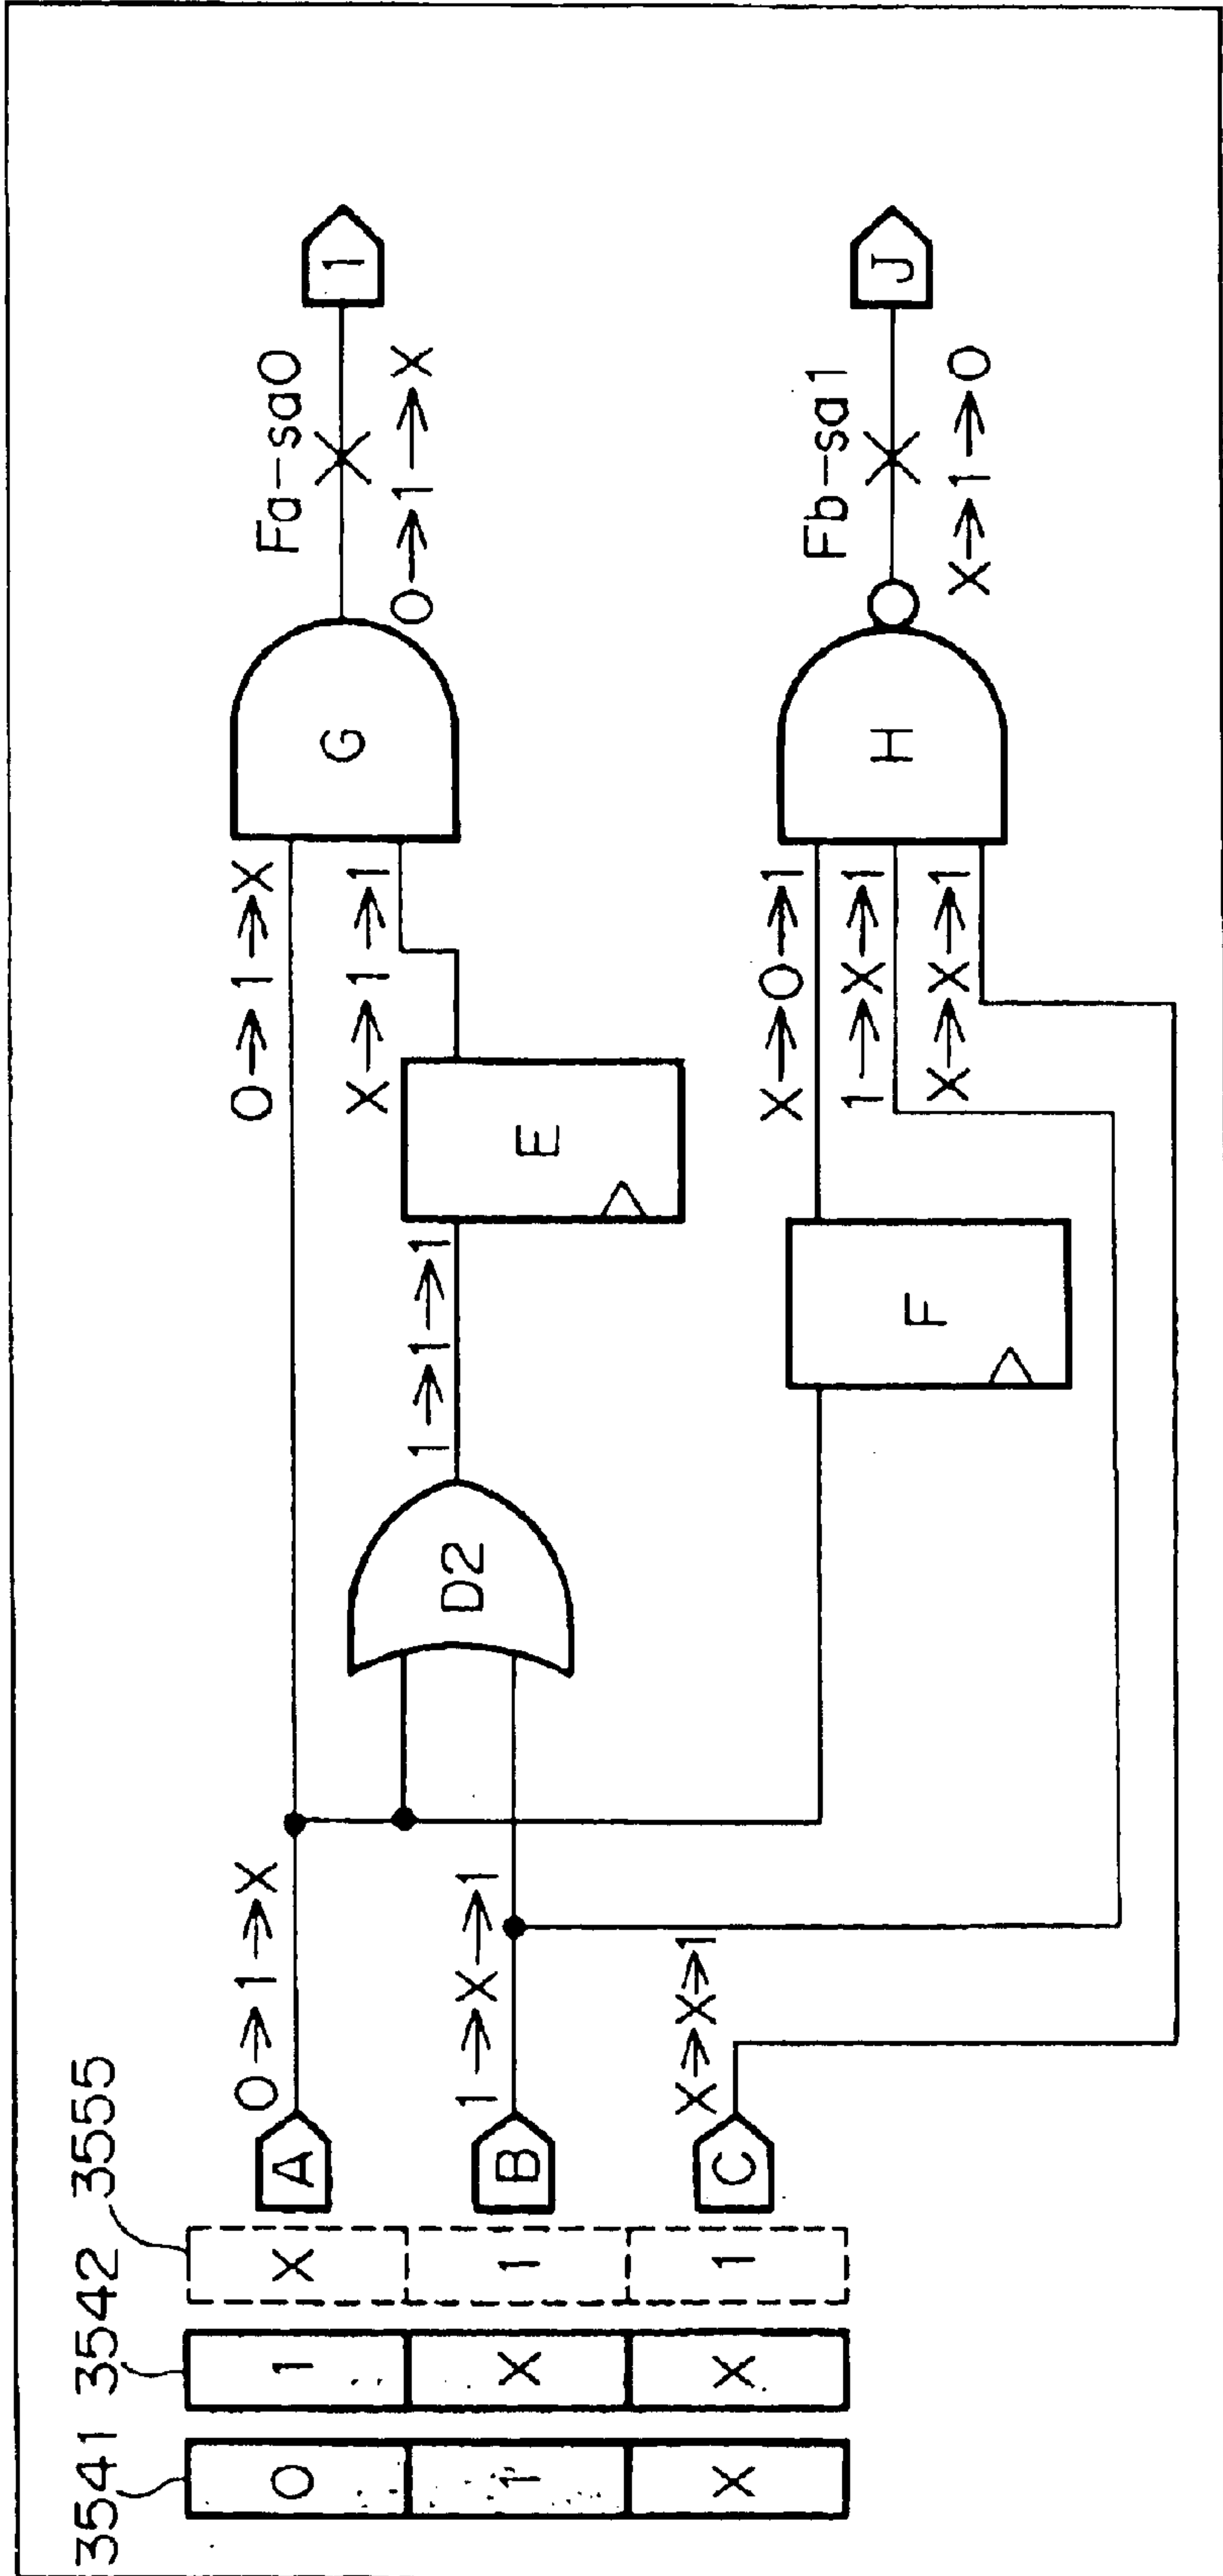 3541 3542 3555
0 1 X
1 X 1
X X 1
A
0→1→X
0→1→X
G
Fa-sa0
0→1→X
1
B
1→X→1
D2
1→1→1
E
X→1→1
C
X→X→1
F
X→0→1
1→X→1
X→X→1
H
Fb-sa1
X→1→0
J